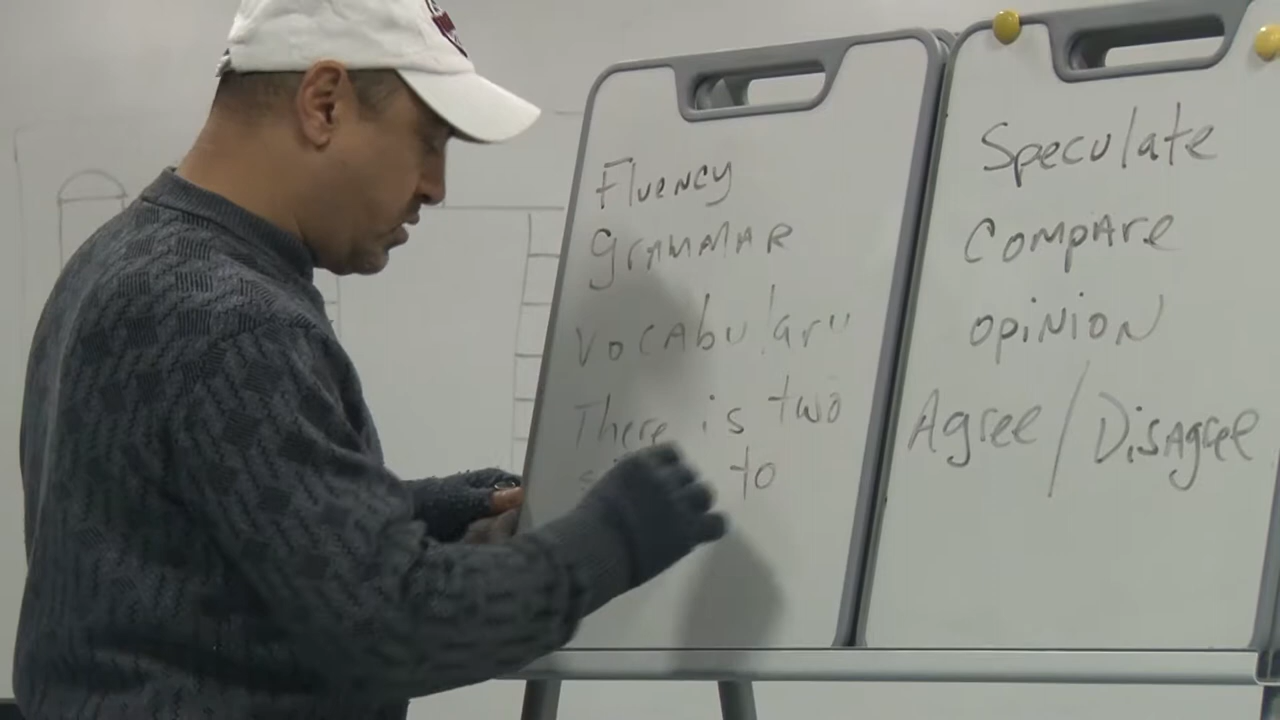 Fluency
grammar
vocabulary
There is two
to
Speculate
Compare
opinion
Agree / Disagree